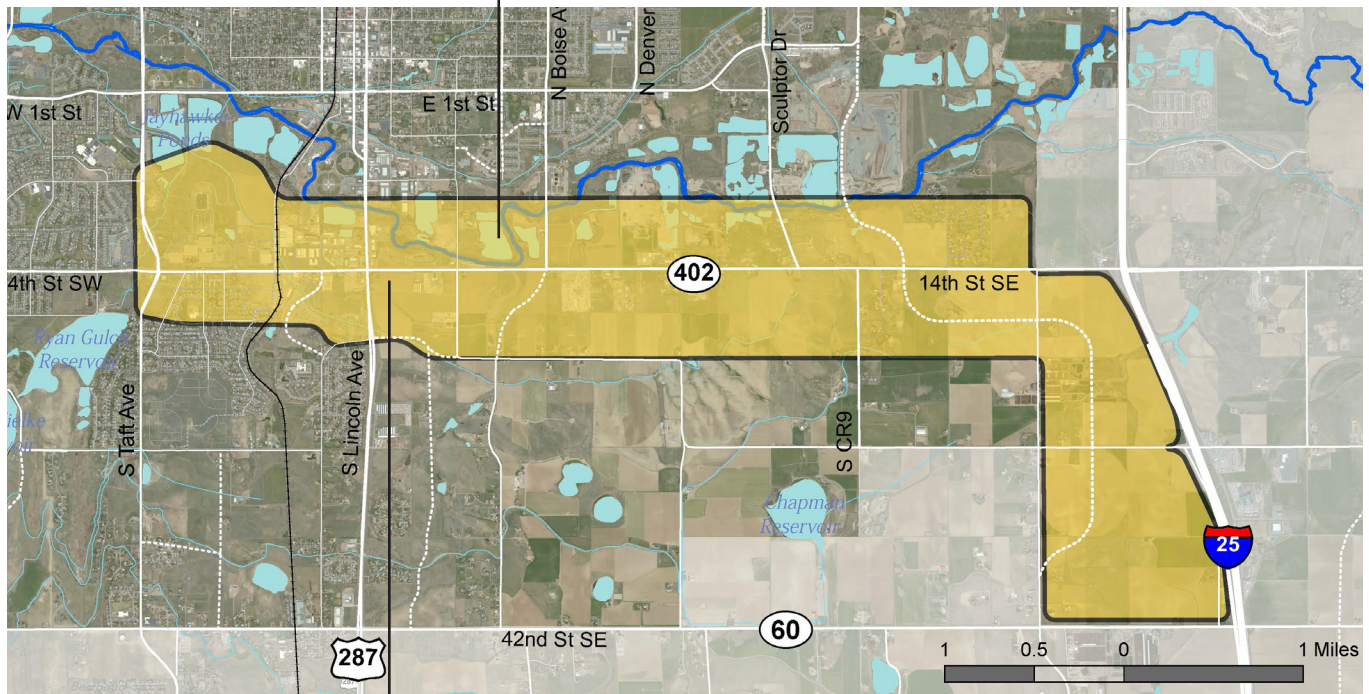 N Boise A
N Denver
Sculptor Dr
E 1st St
W 1st St
Jayhawker
Ponds
4th St SW
402
14th St SE
Ryan Gulch
Reservoir
S Taft Ave
S Lincoln Ave
S CR9
Chapman
Reservoir
25
287
42nd St SE
60
1 0.5 0 1 Miles